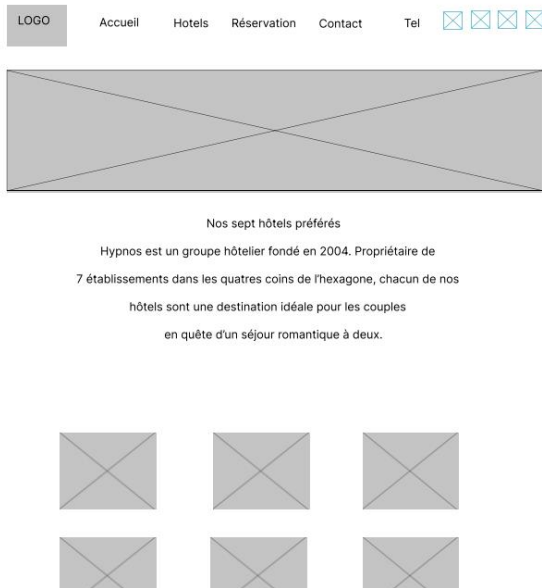 LOGO Accueil Hotels Réservation Contact Tel
Nos sept hôtels préférés
Hypnos est un groupe hôtelier fondé en 2004. Propriétaire de
7 établissements dans les quatres coins de l'hexagone, chacun de nos
hôtels sont une destination idéale pour les couples
en quête d'un séjour romantique à deux.